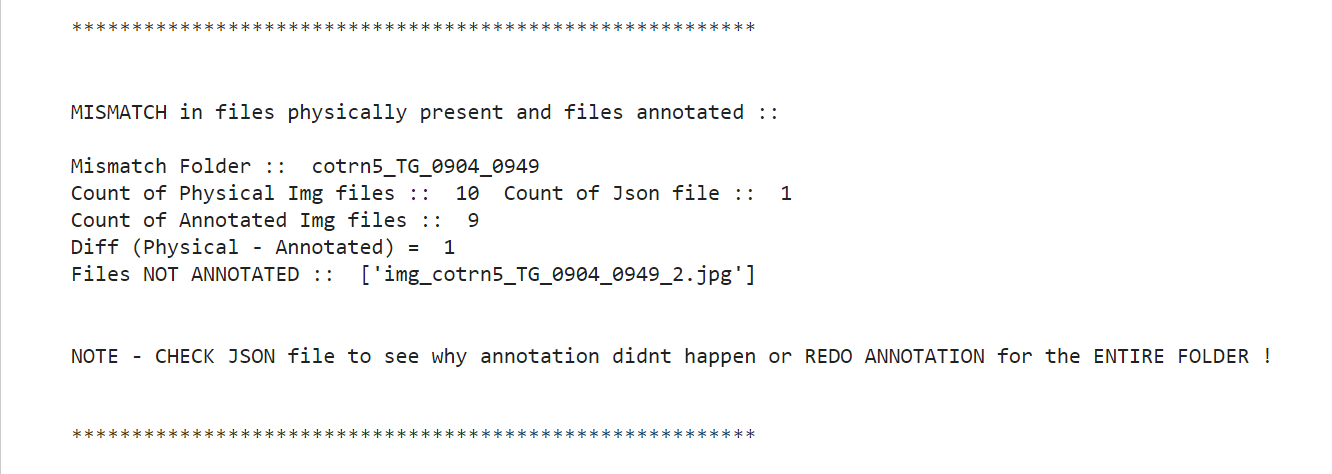 *********************************************************
MISMATCH in files physically present and files annotated ::
Mismatch Folder ::  cotrn5_TG_0904_0949
Count of Physical Img files ::  10  Count of Json file ::  1
Count of Annotated Img files ::  9
Diff (Physical - Annotated) =  1
Files NOT ANNOTATED ::  ['img_cotrn5_TG_0904_0949_2.jpg']
NOTE - CHECK JSON file to see why annotation didnt happen or REDO ANNOTATION for the ENTIRE FOLDER !
*********************************************************